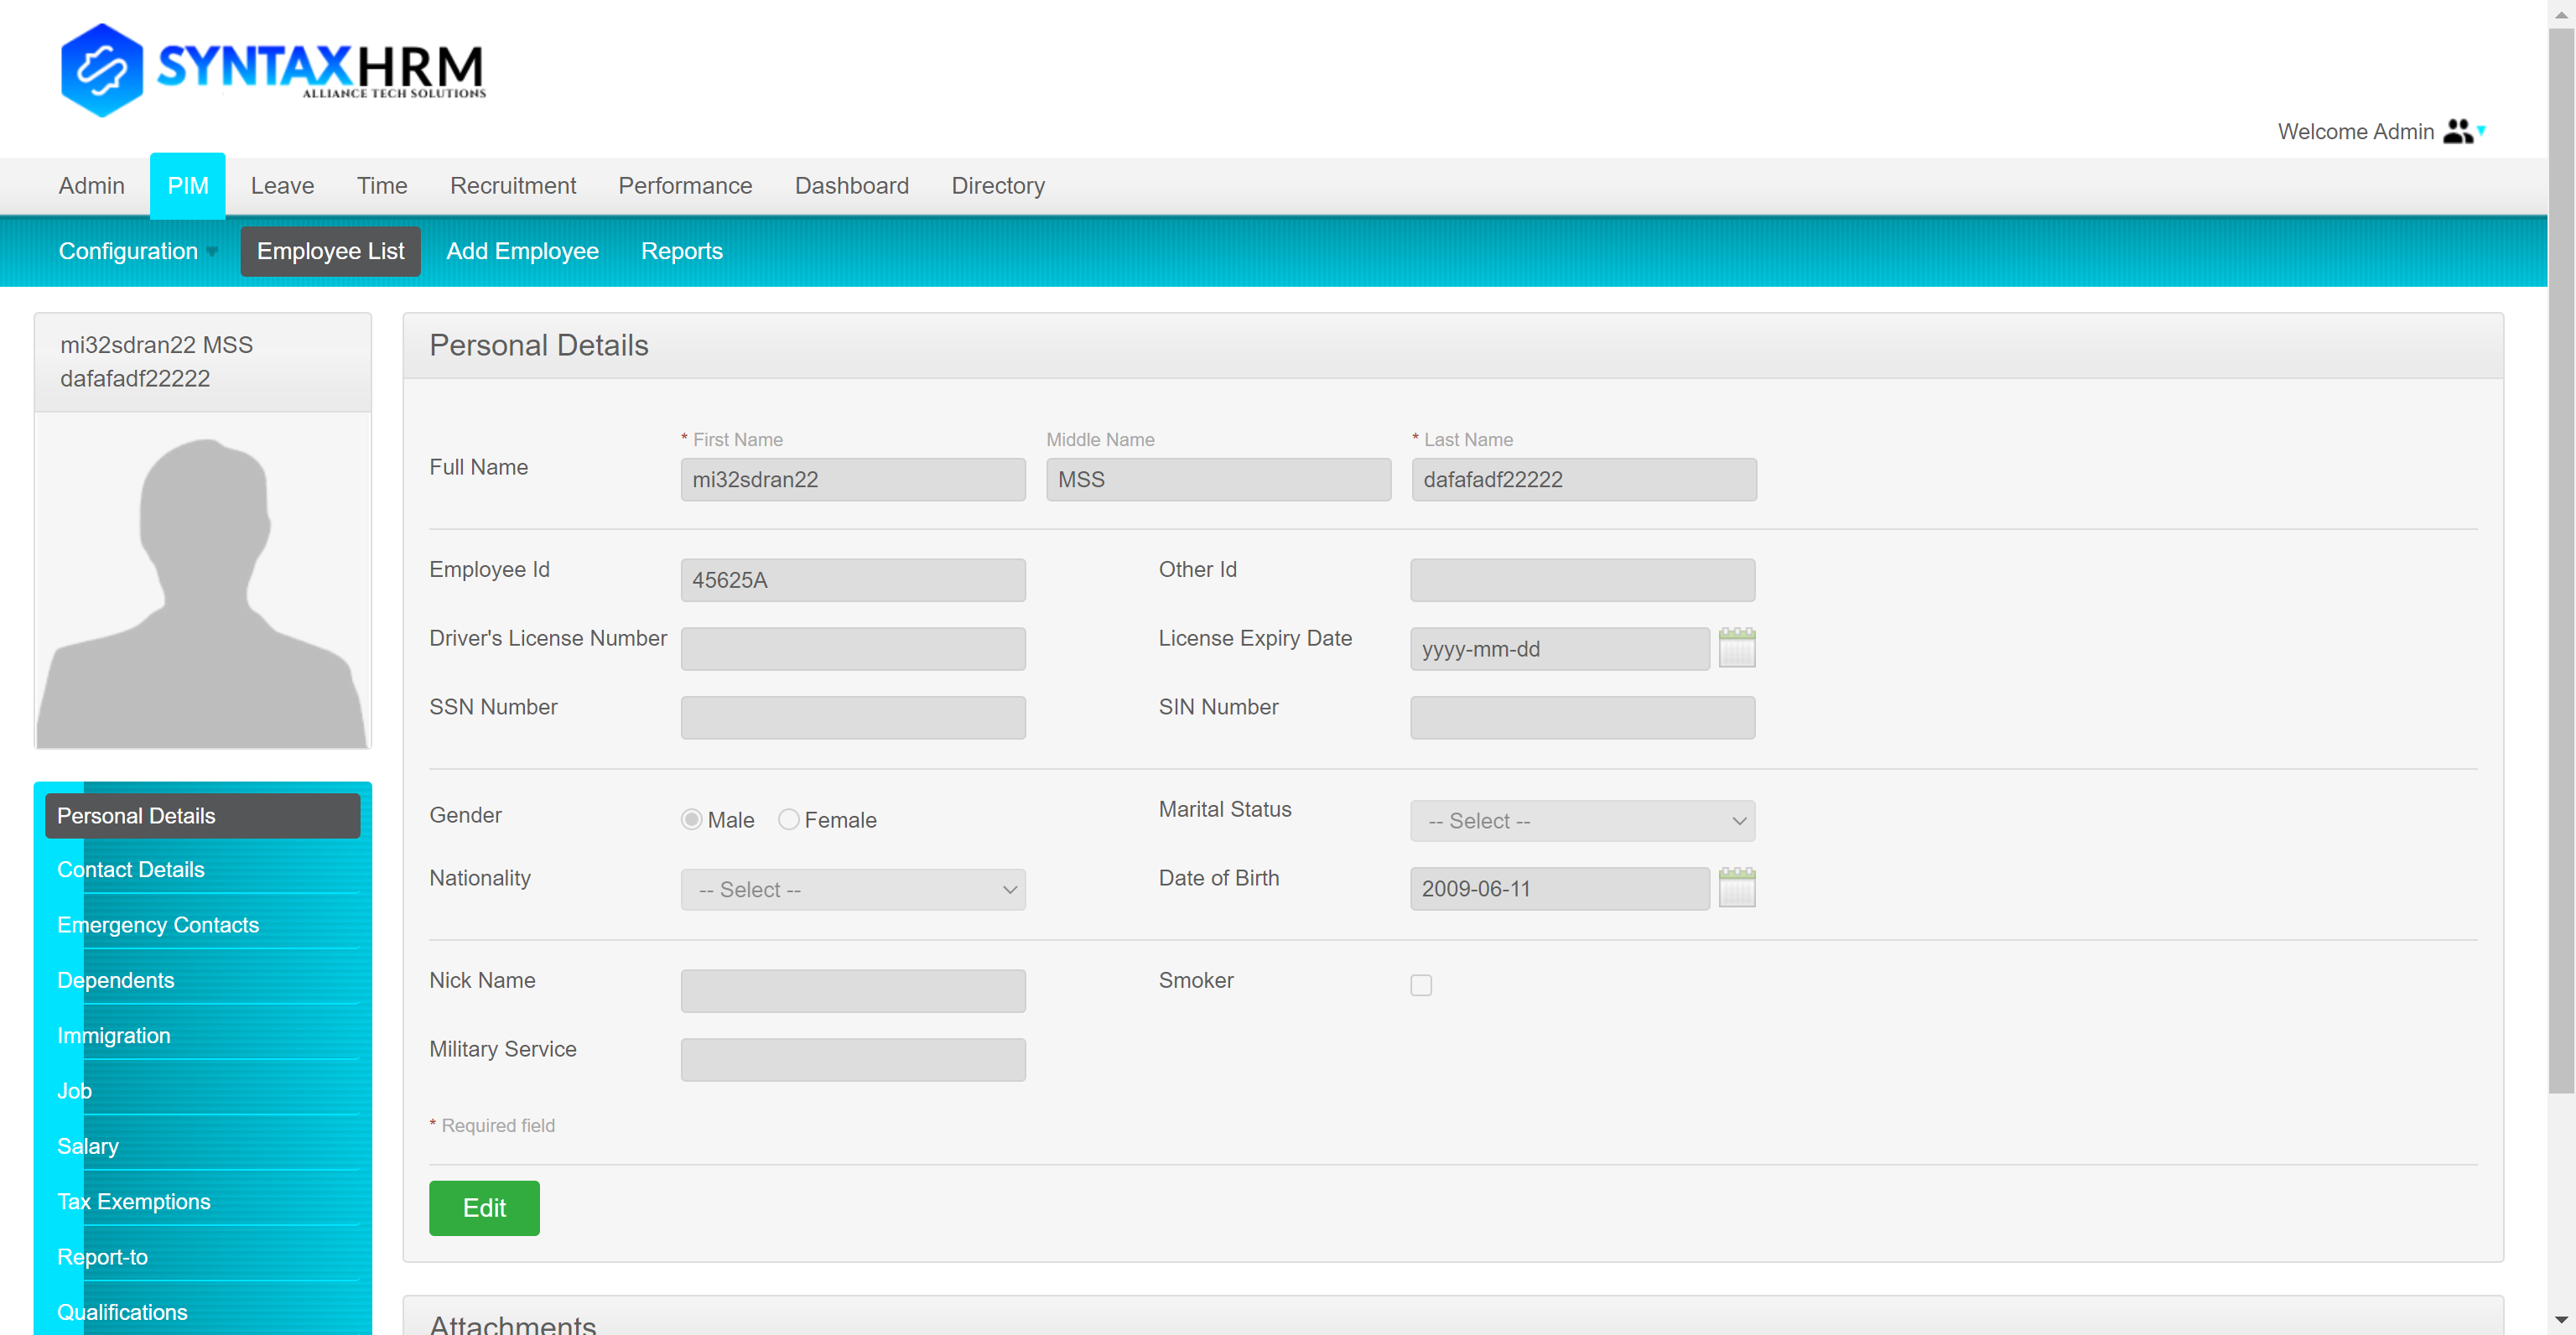 SYNTAXHRM
ALLIANCE TECH SOLUTIONS
Welcome Admin
Admin PIM Leave Time Recruitment Performance Dashboard Directory
Configuration Employee List Add Employee Reports
mi32sdran22 MSS
dafafadf22222
Personal Details
* First Name Middle Name * Last Name
Full Name mi32sdran22 MSS dafafadf22222
Employee Id 45625A Other Id
Driver's License Number License Expiry Date yyyy-mm-dd
SSN Number SIN Number
Gender Male Female Marital Status -- Select --
Nationality -- Select -- Date of Birth 2009-06-11
Nick Name Smoker
Military Service
* Required field
Edit
Personal Details
Contact Details
Emergency Contacts
Dependents
Immigration
Job
Salary
Tax Exemptions
Report-to
Qualifications
Attachments